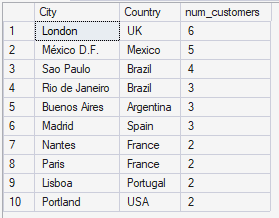 City Country num_customers
1 London UK 6
2 México D.F. Mexico 5
3 Sao Paulo Brazil 4
4 Rio de Janeiro Brazil 3
5 Buenos Aires Argentina 3
6 Madrid Spain 3
7 Nantes France 2
8 Paris France 2
9 Lisboa Portugal 2
10 Portland USA 2